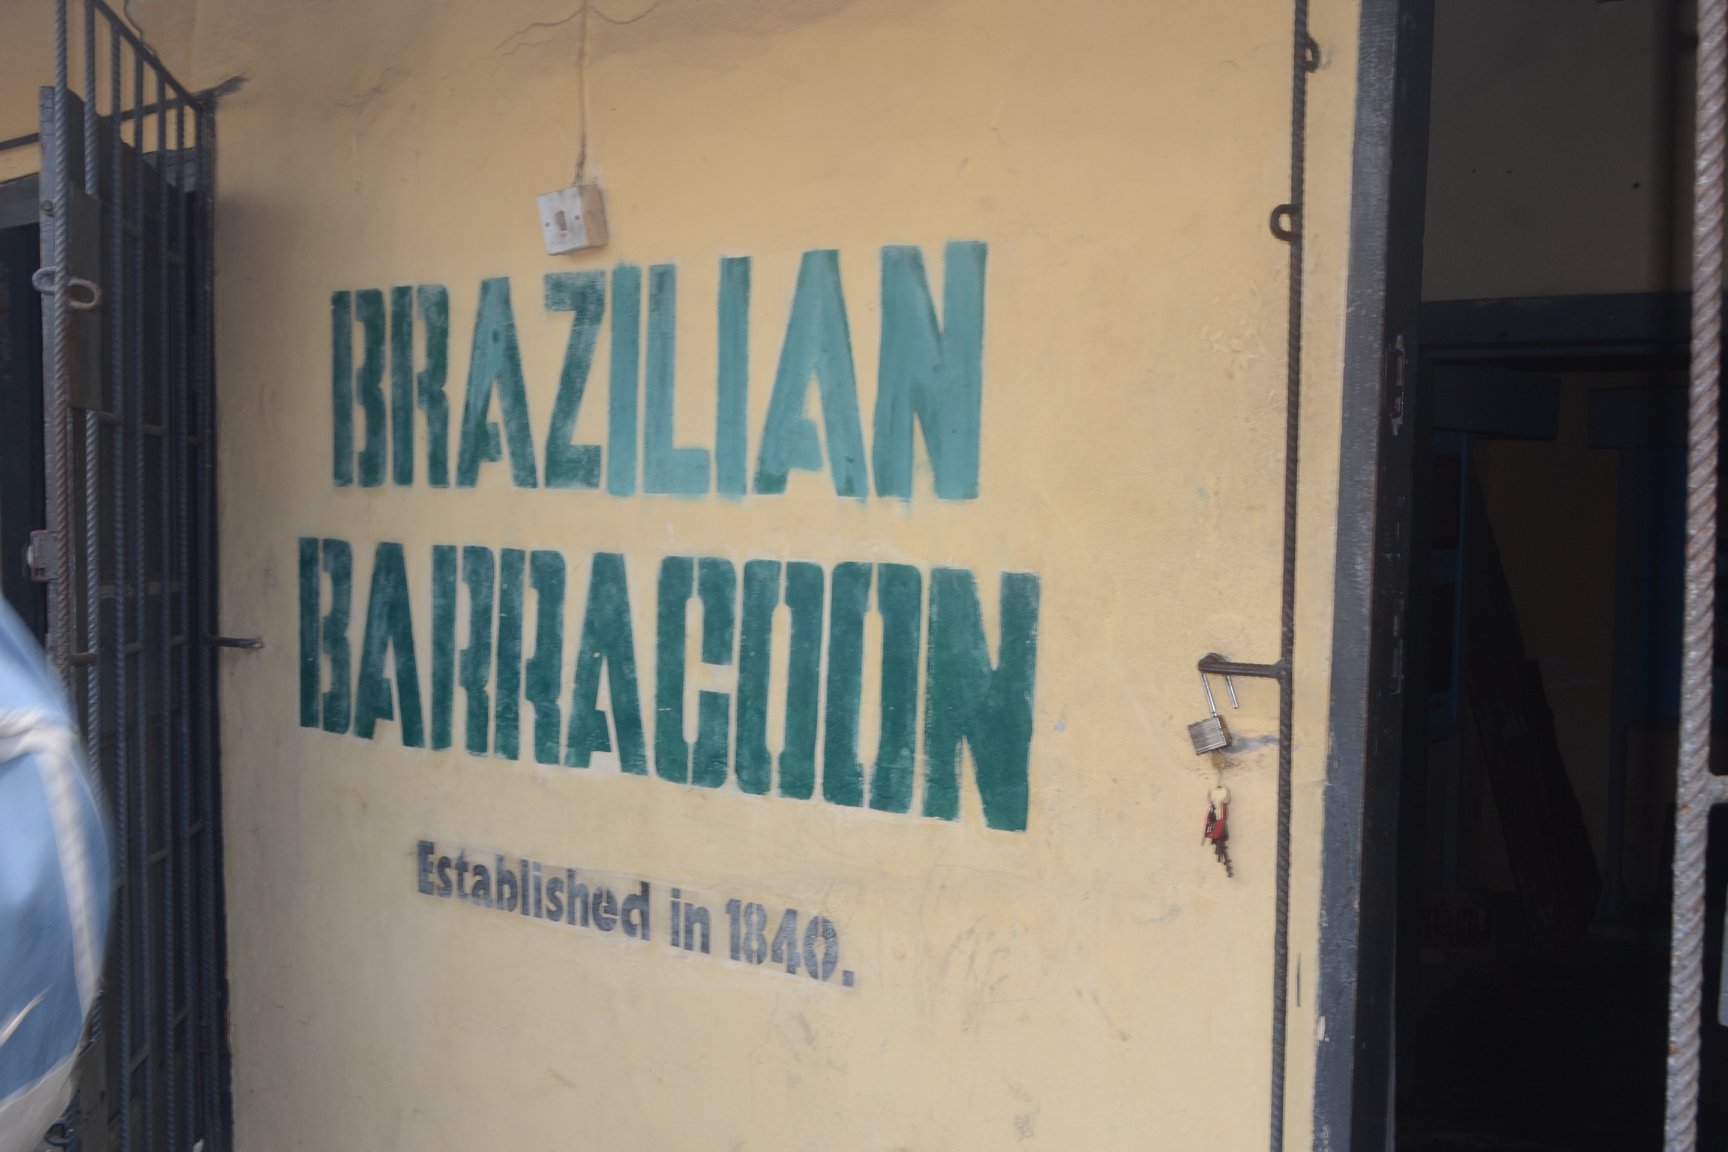 BRAZILIAN
BARRACOON
Established in 1840.